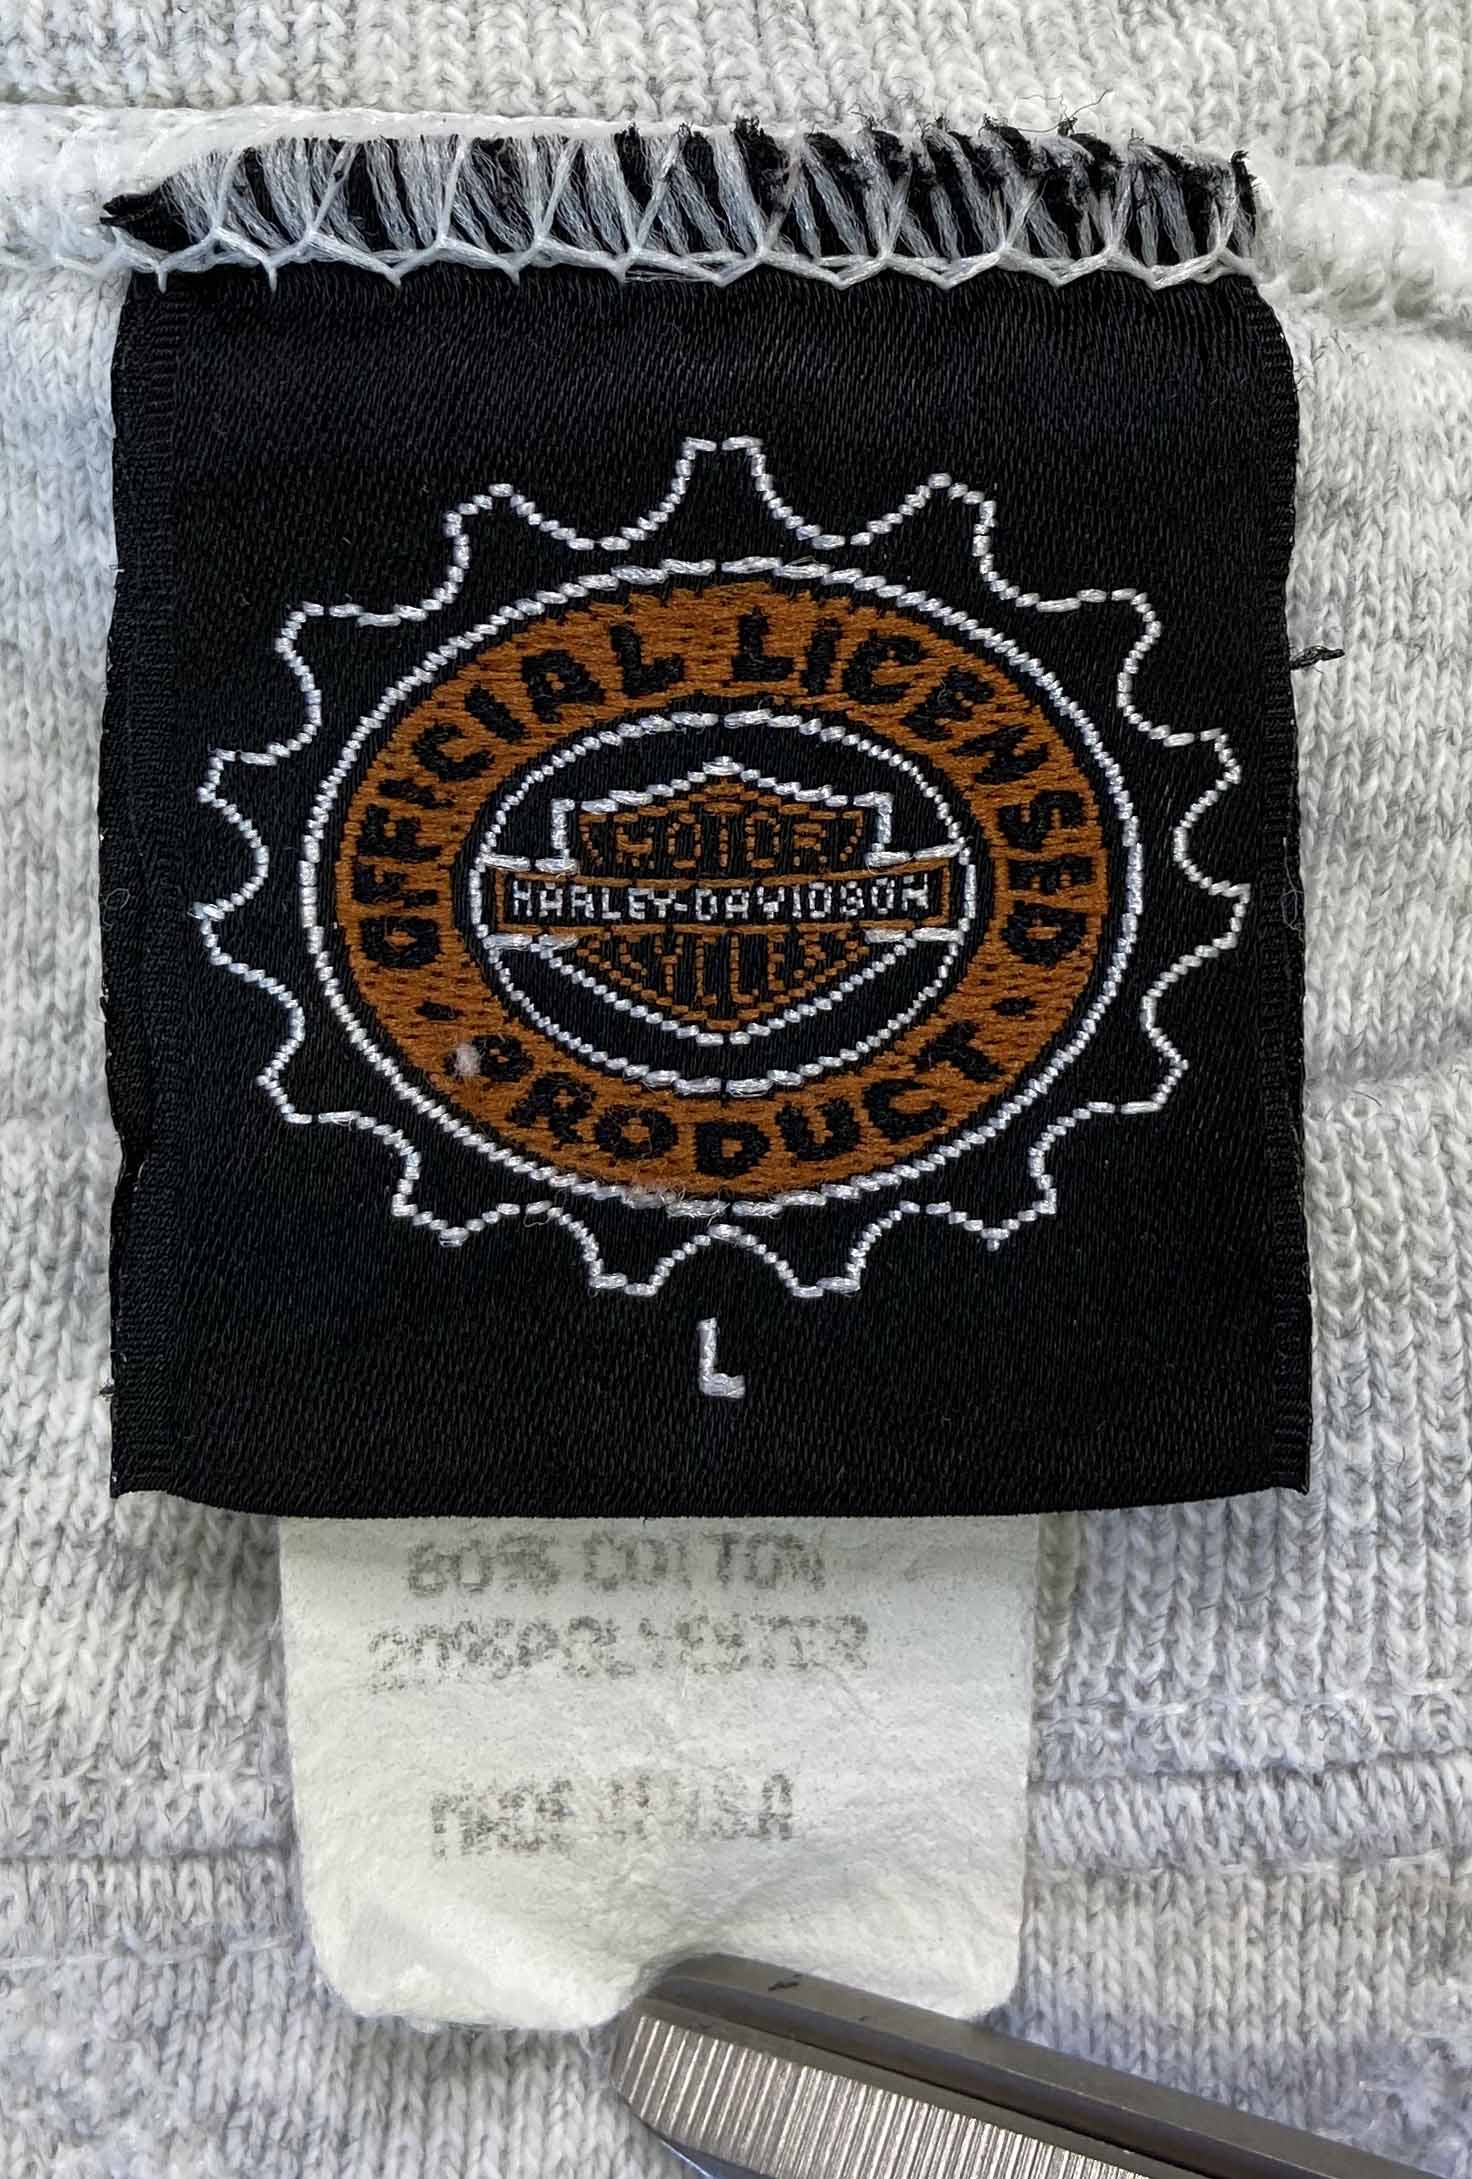 OFFICIAL LICENSED
MOTOR
HARLEY-DAVIDSON
CYCLES
PRODUCT
L
80% COTTON
20% POLYESTER
MADE IN USA